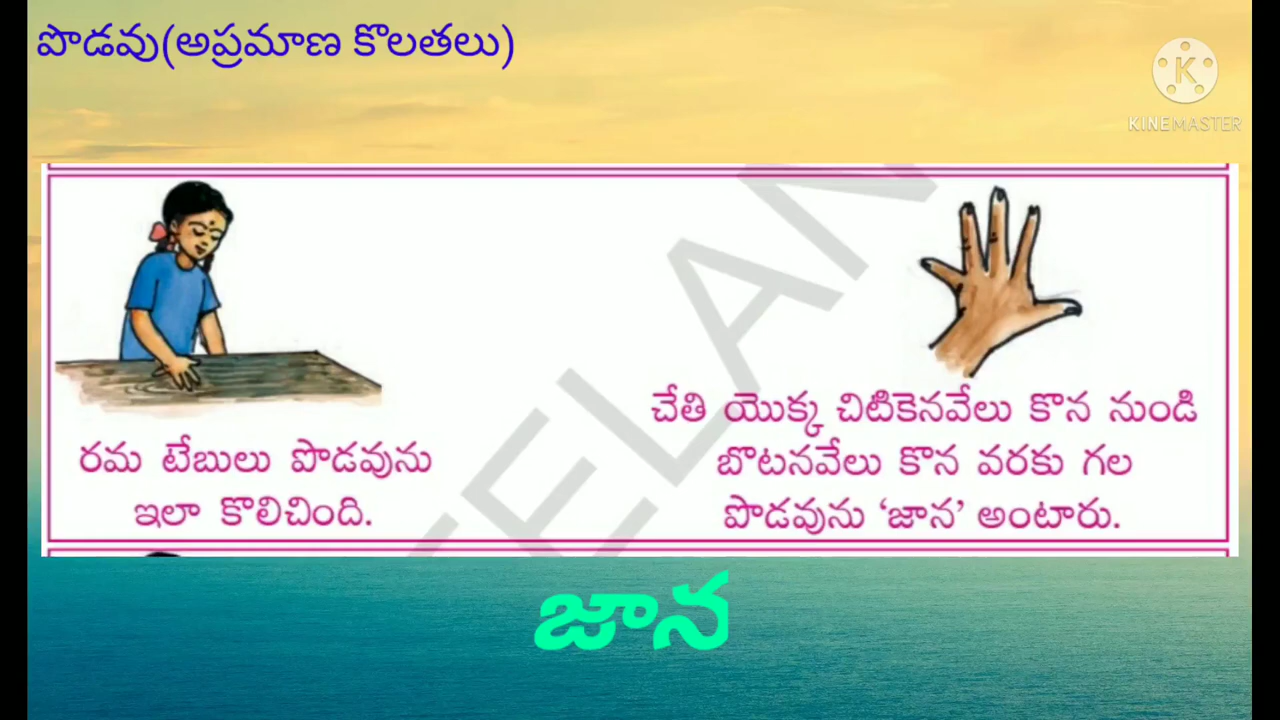 పొడవు(అప్రమాణ కొలతలు)
KINEMASTER
రమ టేబులు పొడవును
ఇలా కొలిచింది.
చేతి యొక్క చిటికెనవేలు కొన నుండి
బొటనవేలు కొన వరకు గల
పొడవును ‘జాన’ అంటారు.
జాన